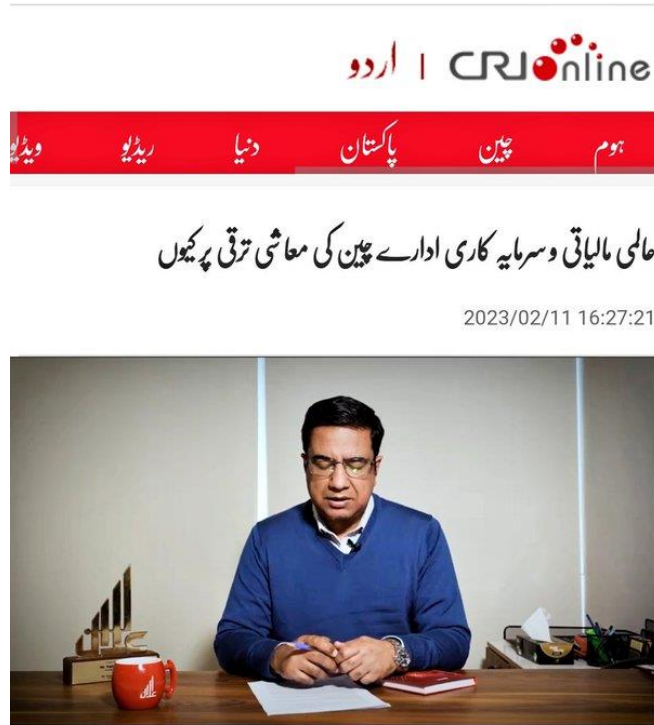 CRIonline | اردو
ہوم چین پاکستان دنیا ریڈیو ویڈیو
عالمی مالیاتی و سرمایہ کاری ادارے چین کی معاشی ترقی پر کیوں
2023/02/11 16:27:21